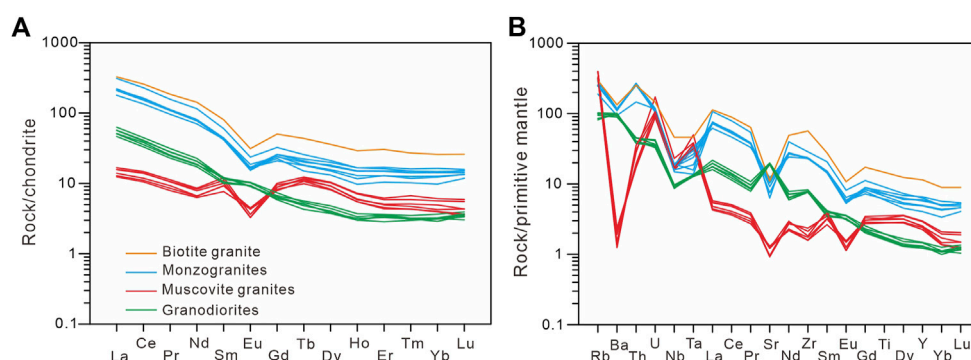 A
1000
100
10
1
0.1
Rock/chondrite
Biotite granite
Monzogranites
Muscovite granites
Granodiorites
Ce Nd Eu Tb Ho Tm Lu
La Pr Sm Gd Dy Er Yb
B
1000
100
10
1
0.1
Rock/primitive mantle
Ba U Ta Ce Sr Zr Eu Ti Y Lu
Rb Th Nb La Pr Nd Sm Gd Dy Yb